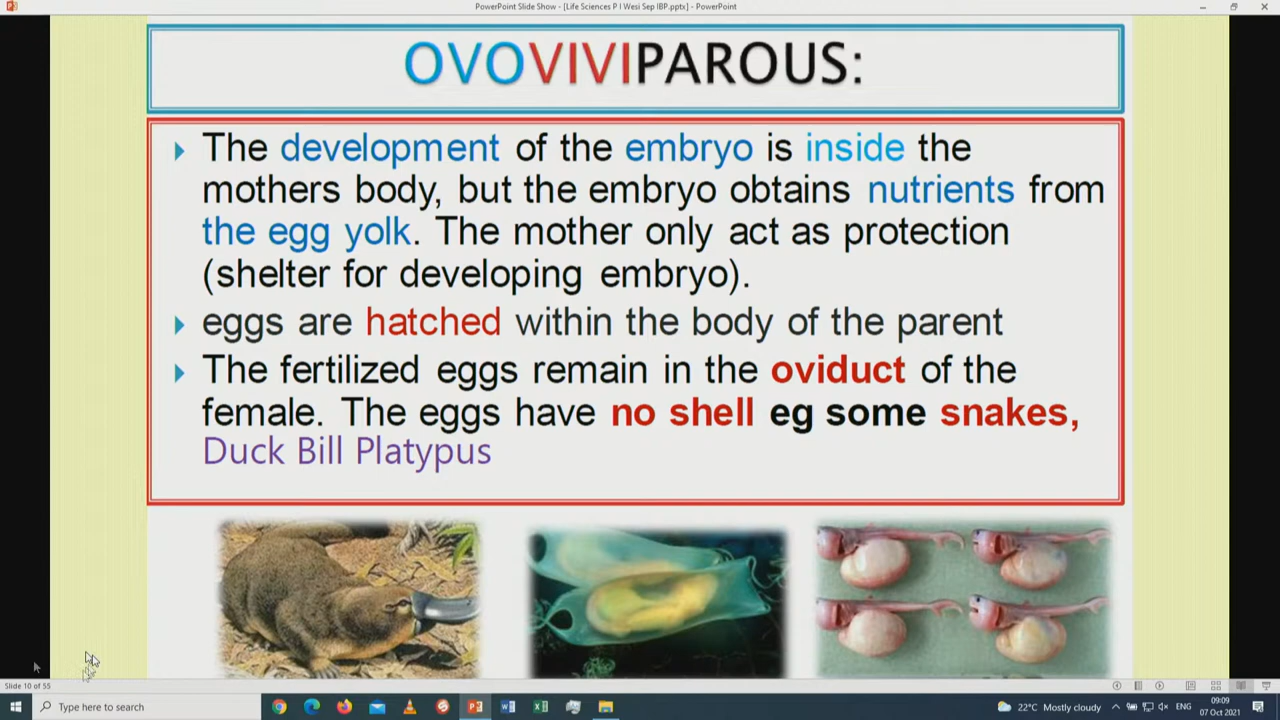 PowerPoint Slide Show - [Life Sciences P I Wesi Sep IBP.pptx] - PowerPoint
OVOVIVIPAROUS:
The development of the embryo is inside the
mothers body, but the embryo obtains nutrients from
the egg yolk. The mother only act as protection
(shelter for developing embryo).
eggs are hatched within the body of the parent
The fertilized eggs remain in the oviduct of the
female. The eggs have no shell eg some snakes,
Duck Bill Platypus
Slide 10 of 55
Type here to search
22°C Mostly cloudy
ENG
09:09
07 Oct 2021